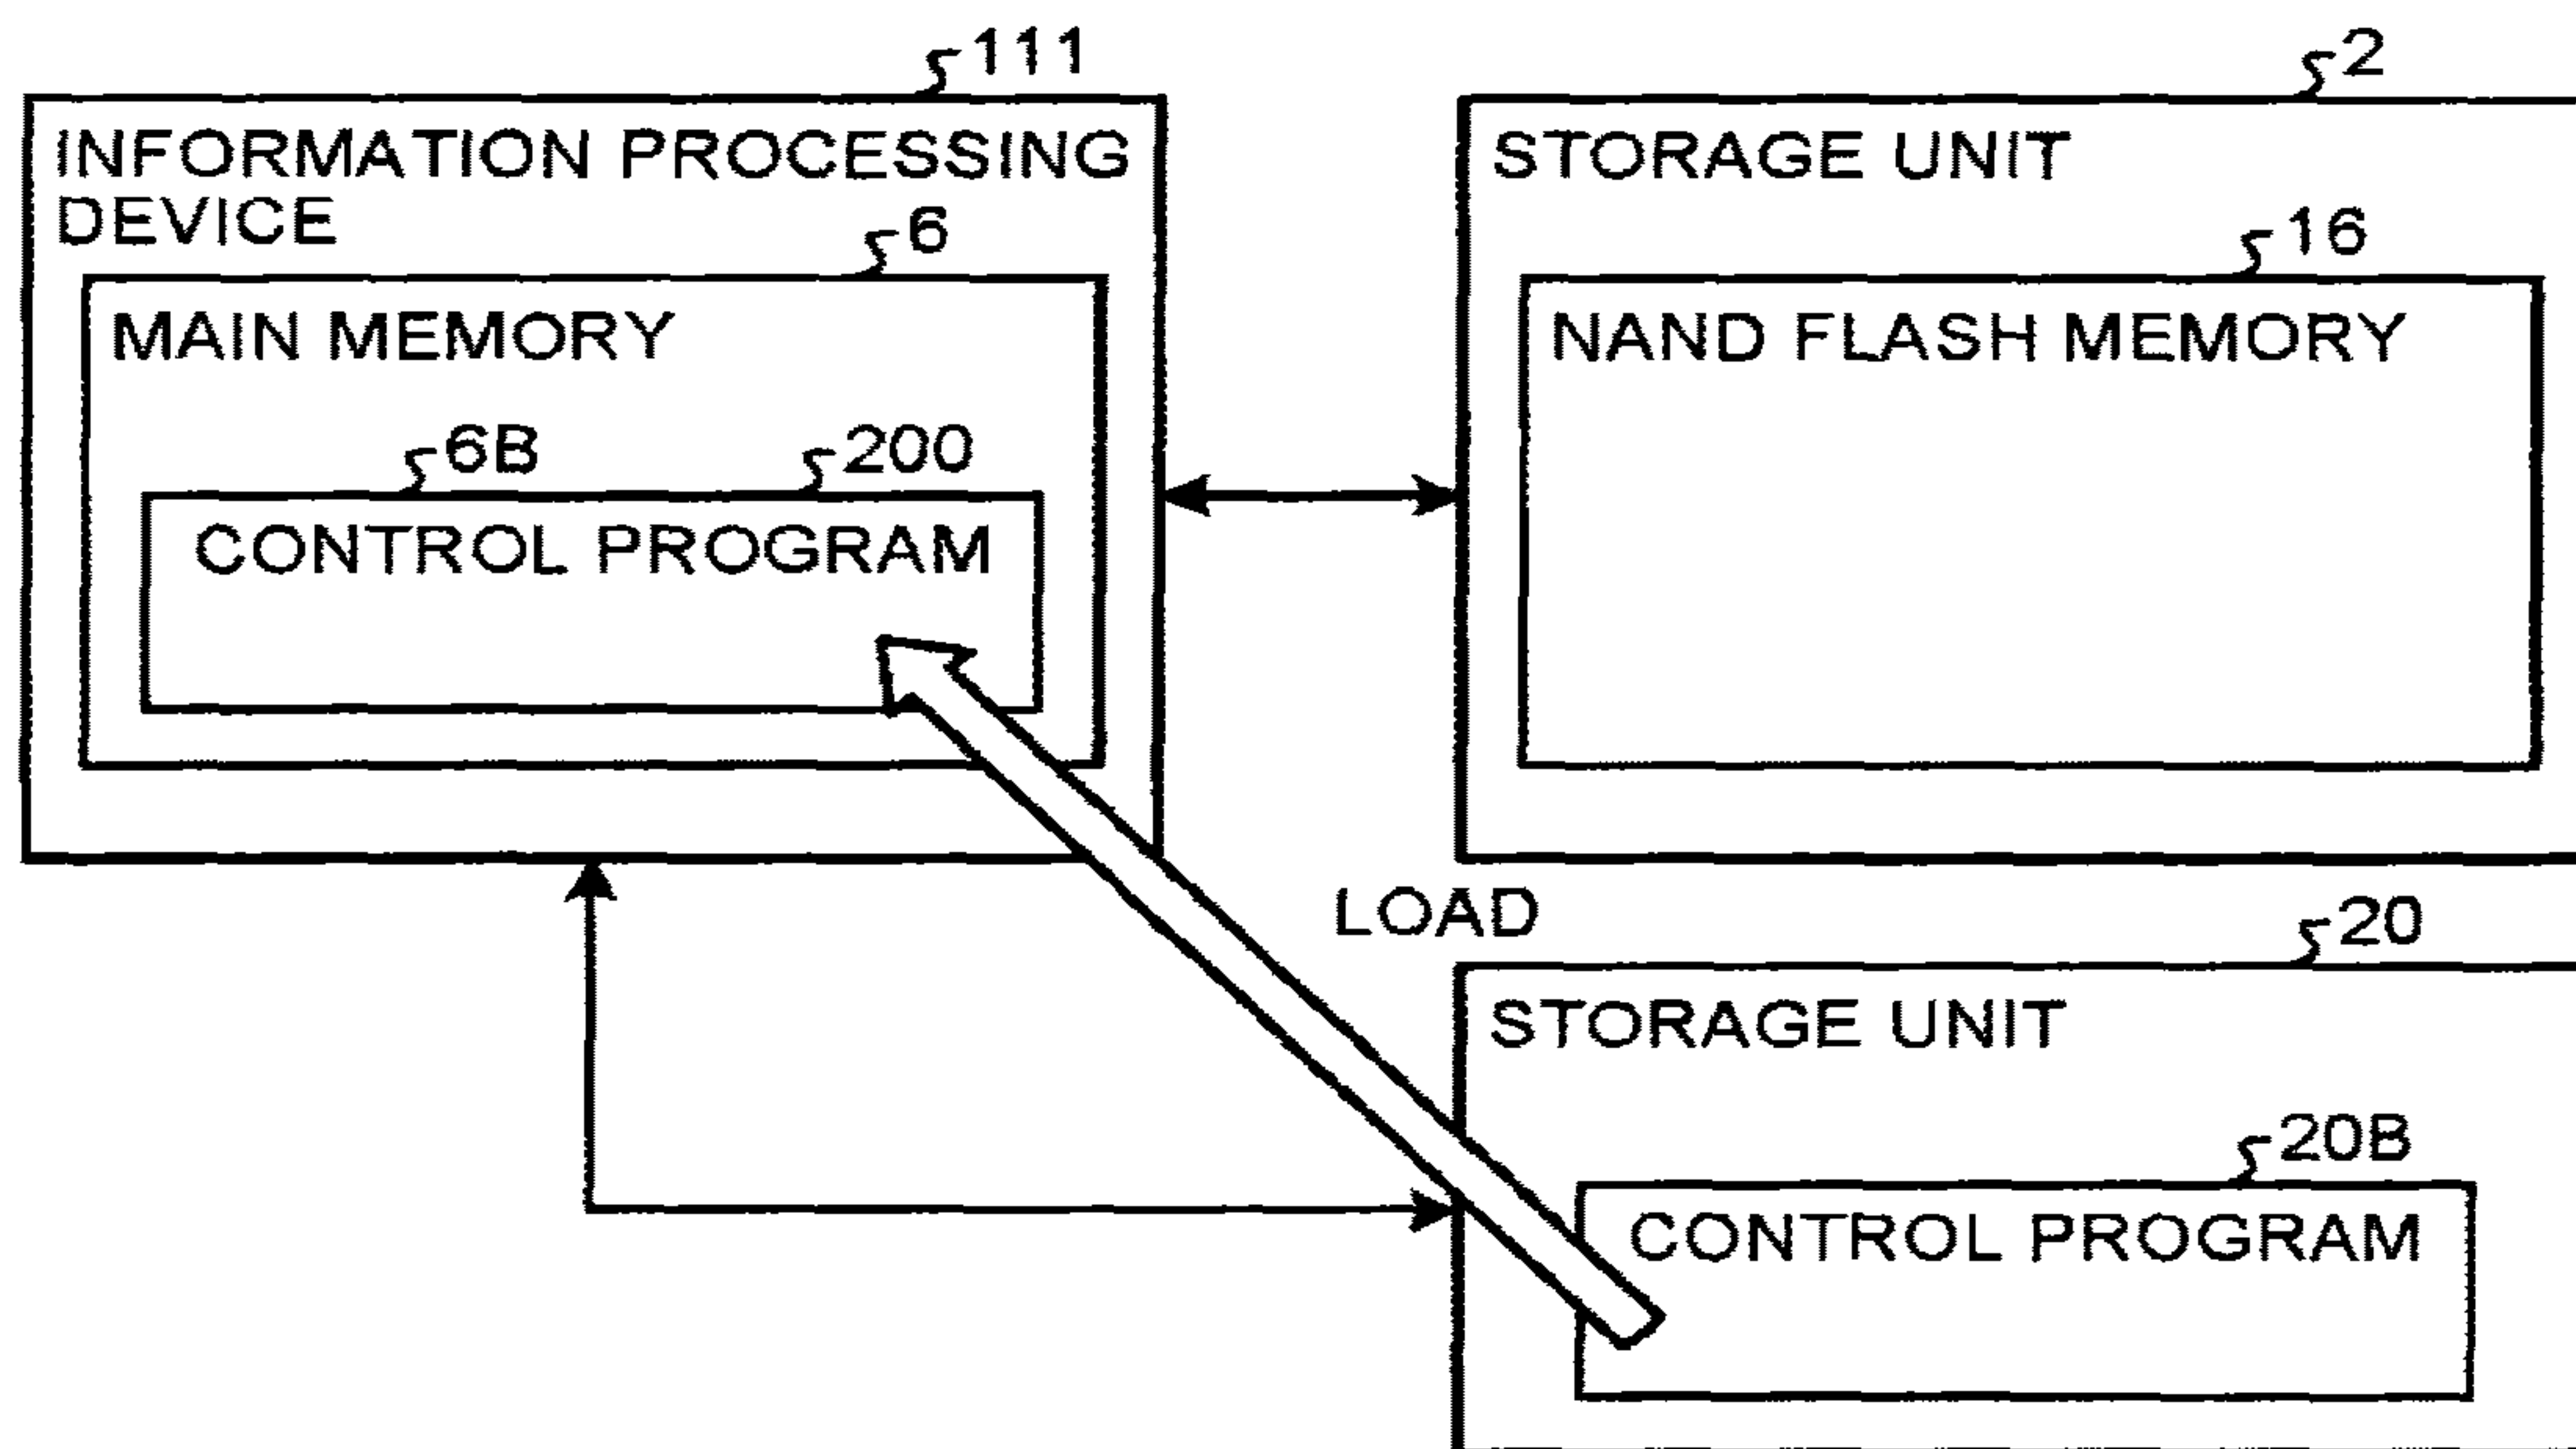 111
INFORMATION PROCESSING
DEVICE
6
MAIN MEMORY
6B
200
CONTROL PROGRAM
2
STORAGE UNIT
16
NAND FLASH MEMORY
LOAD
20
STORAGE UNIT
20B
CONTROL PROGRAM